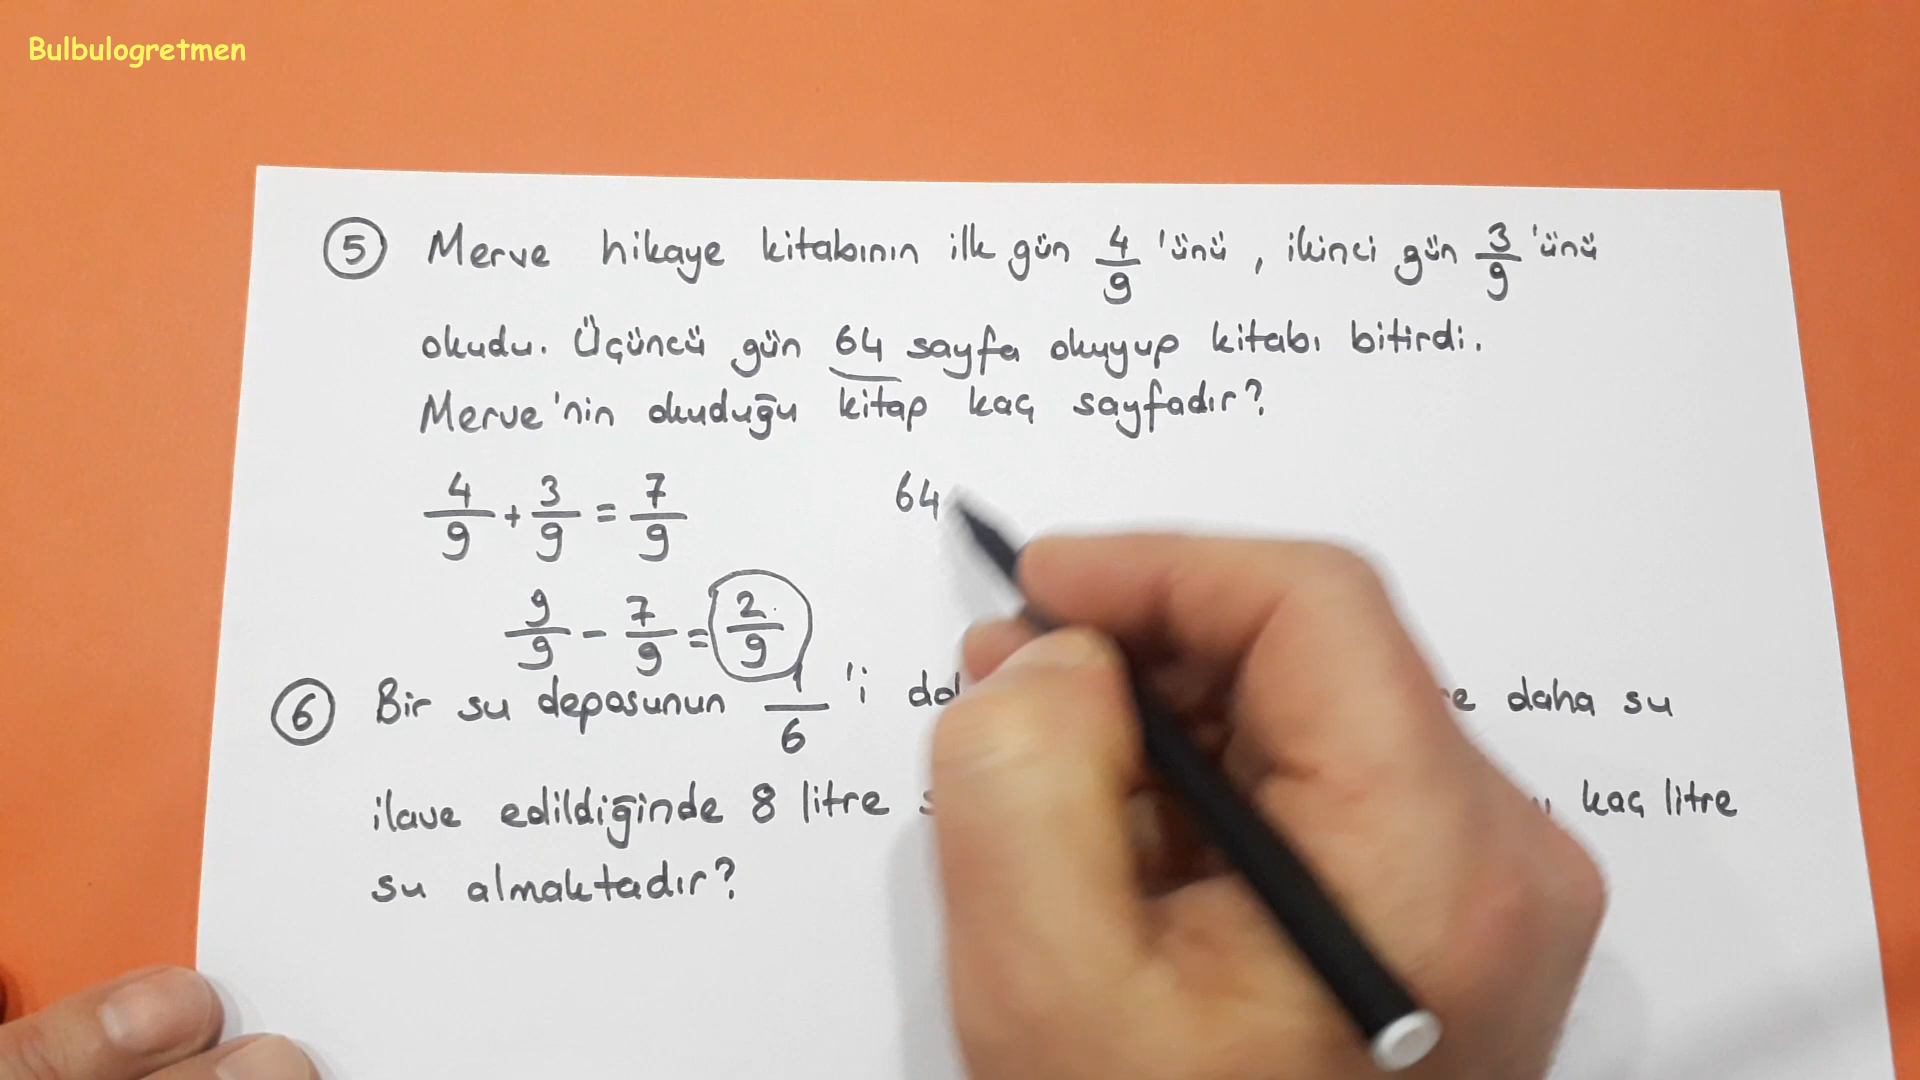 Bulbulogretmen
5 Merve hikaye kitabının ilk gün 4/9 'ünü, ikinci gün 3/9 'ünü
okudu. Üçüncü gün 64 sayfa okuyup kitabı bitirdi.
Merve'nin okuduğu kitap kaç sayfadır?
4/9 + 3/9 = 7/9
64
9/9 - 7/9 = 2/9
6 Bir su deposunun 1/6 'i daha su
ilave edildiğinde 8 litre kaç litre
su almaktadır?